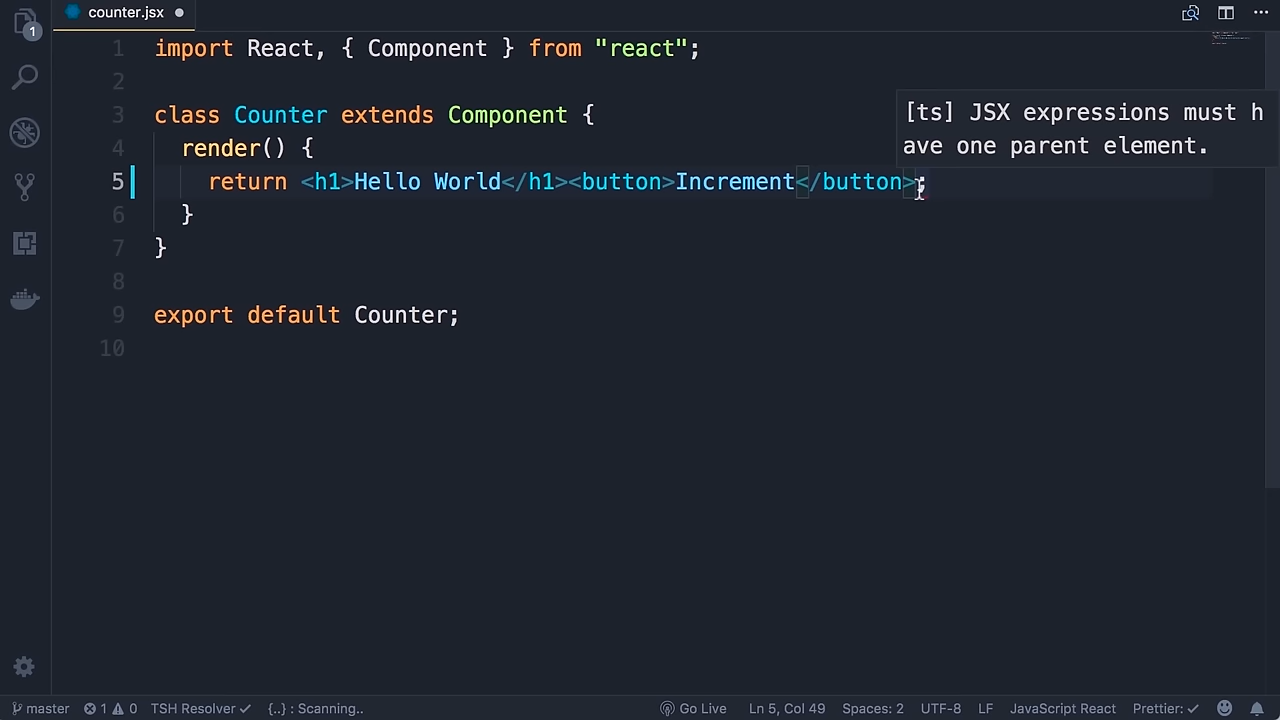 counter.jsx
1
1 import React, { Component } from "react";
2
3 class Counter extends Component {
4 render() {
5 return <h1>Hello World</h1><button>Increment</button>;
6 }
7 }
8
9 export default Counter;
10
[ts] JSX expressions must h
ave one parent element.
master 1 0 TSH Resolver {..} : Scanning.. Go Live Ln 5, Col 49 Spaces: 2 UTF-8 LF JavaScript React Prettier: